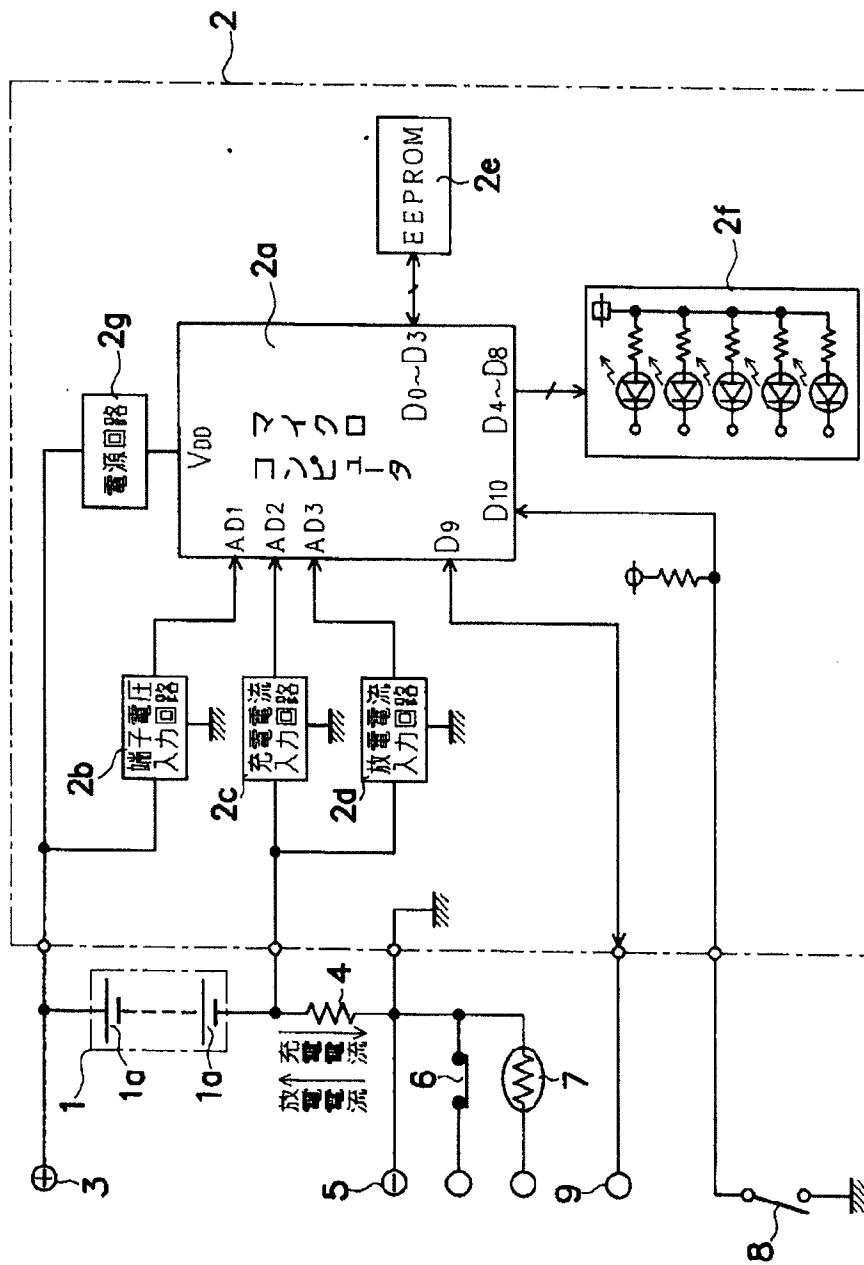 2
電源回路
2g
2a
VDD
マイクロ
コンピュータ
AD1
AD2
AD3
D0~D3
D4~D8
D9
D10
EEPROM
2e
2f
端子電圧
入力回路
2b
充電電流
入力回路
2c
放電電流
入力回路
2d
1
1a
1a
3
4
放電電流
充電電流
5
6
7
9
8